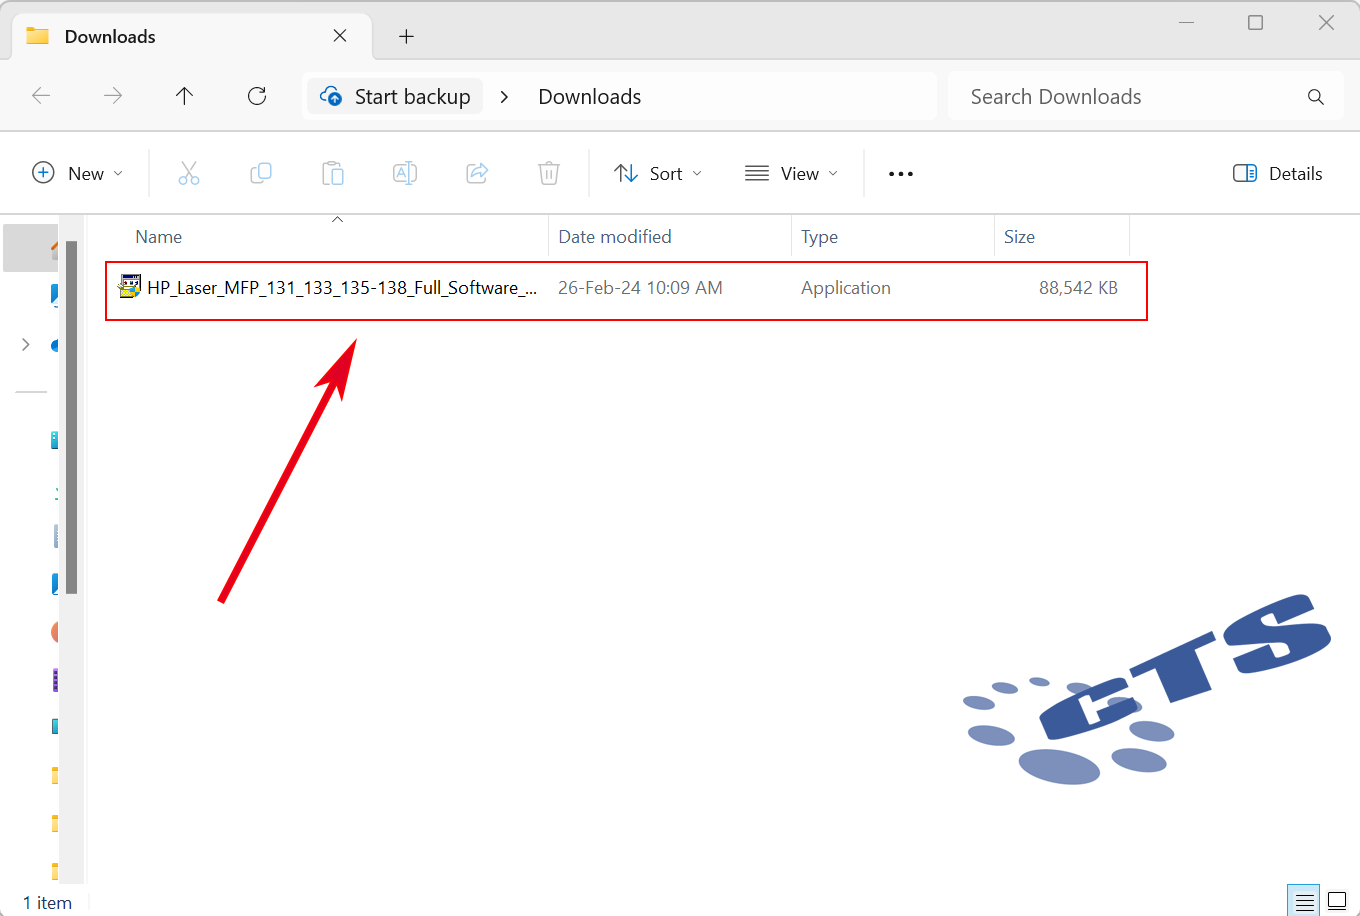 Downloads
Start backup
Downloads
Search Downloads
New
Sort
View
Details
Name
Date modified
Type
Size
HP_Laser_MFP_131_133_135-138_Full_Software_...
26-Feb-24 10:09 AM
Application
88,542 KB
CTS
1 item